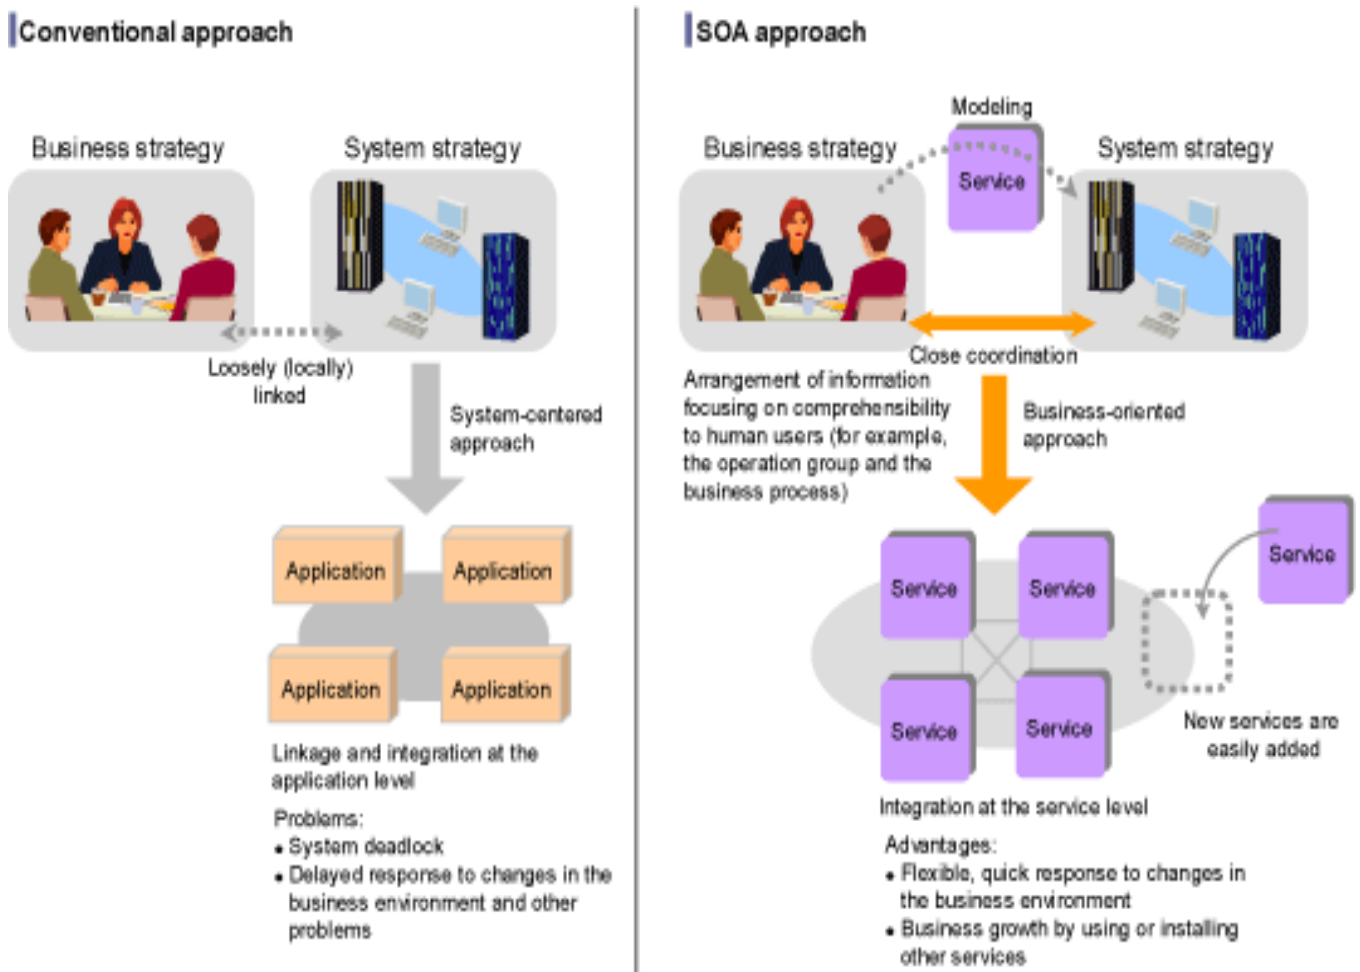 Conventional approach
Business strategy
System strategy
Loosely (locally)
linked
System-centered
approach
Application
Application
Application
Application
Linkage and integration at the
application level
Problems:
• System deadlock
• Delayed response to changes in the
business environment and other
problems
SOA approach
Modeling
Business strategy
Service
System strategy
Close coordination
Arrangement of information
focusing on comprehensibility
to human users (for example,
the operation group and the
business process)
Business-oriented
approach
Service
Service
Service
Service
Service
New services are
easily added
Integration at the service level
Advantages:
• Flexible, quick response to changes in
the business environment
• Business growth by using or installing
other services